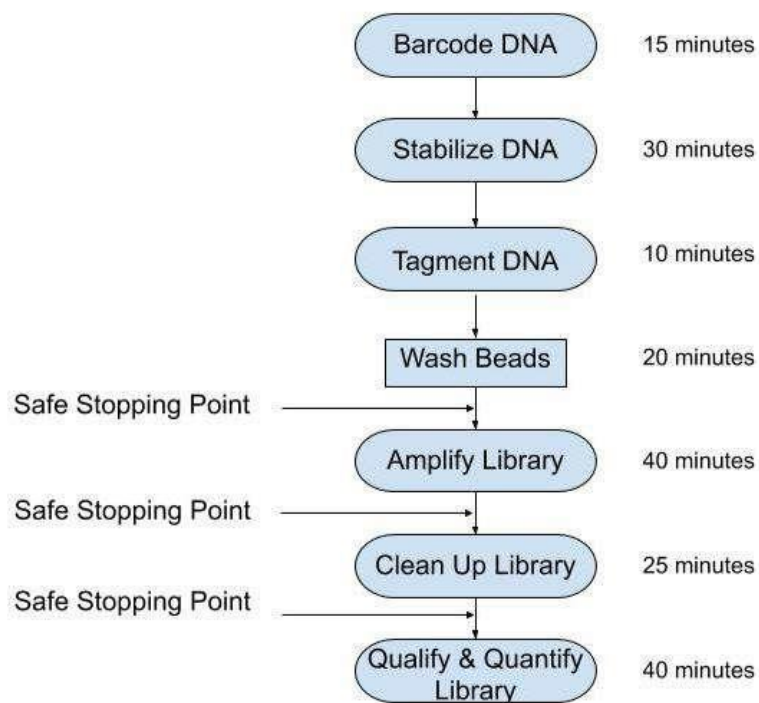 Barcode DNA 15 minutes
Stabilize DNA 30 minutes
Tagment DNA 10 minutes
Wash Beads 20 minutes
Safe Stopping Point
Amplify Library 40 minutes
Safe Stopping Point
Clean Up Library 25 minutes
Safe Stopping Point
Qualify & Quantify
Library
40 minutes